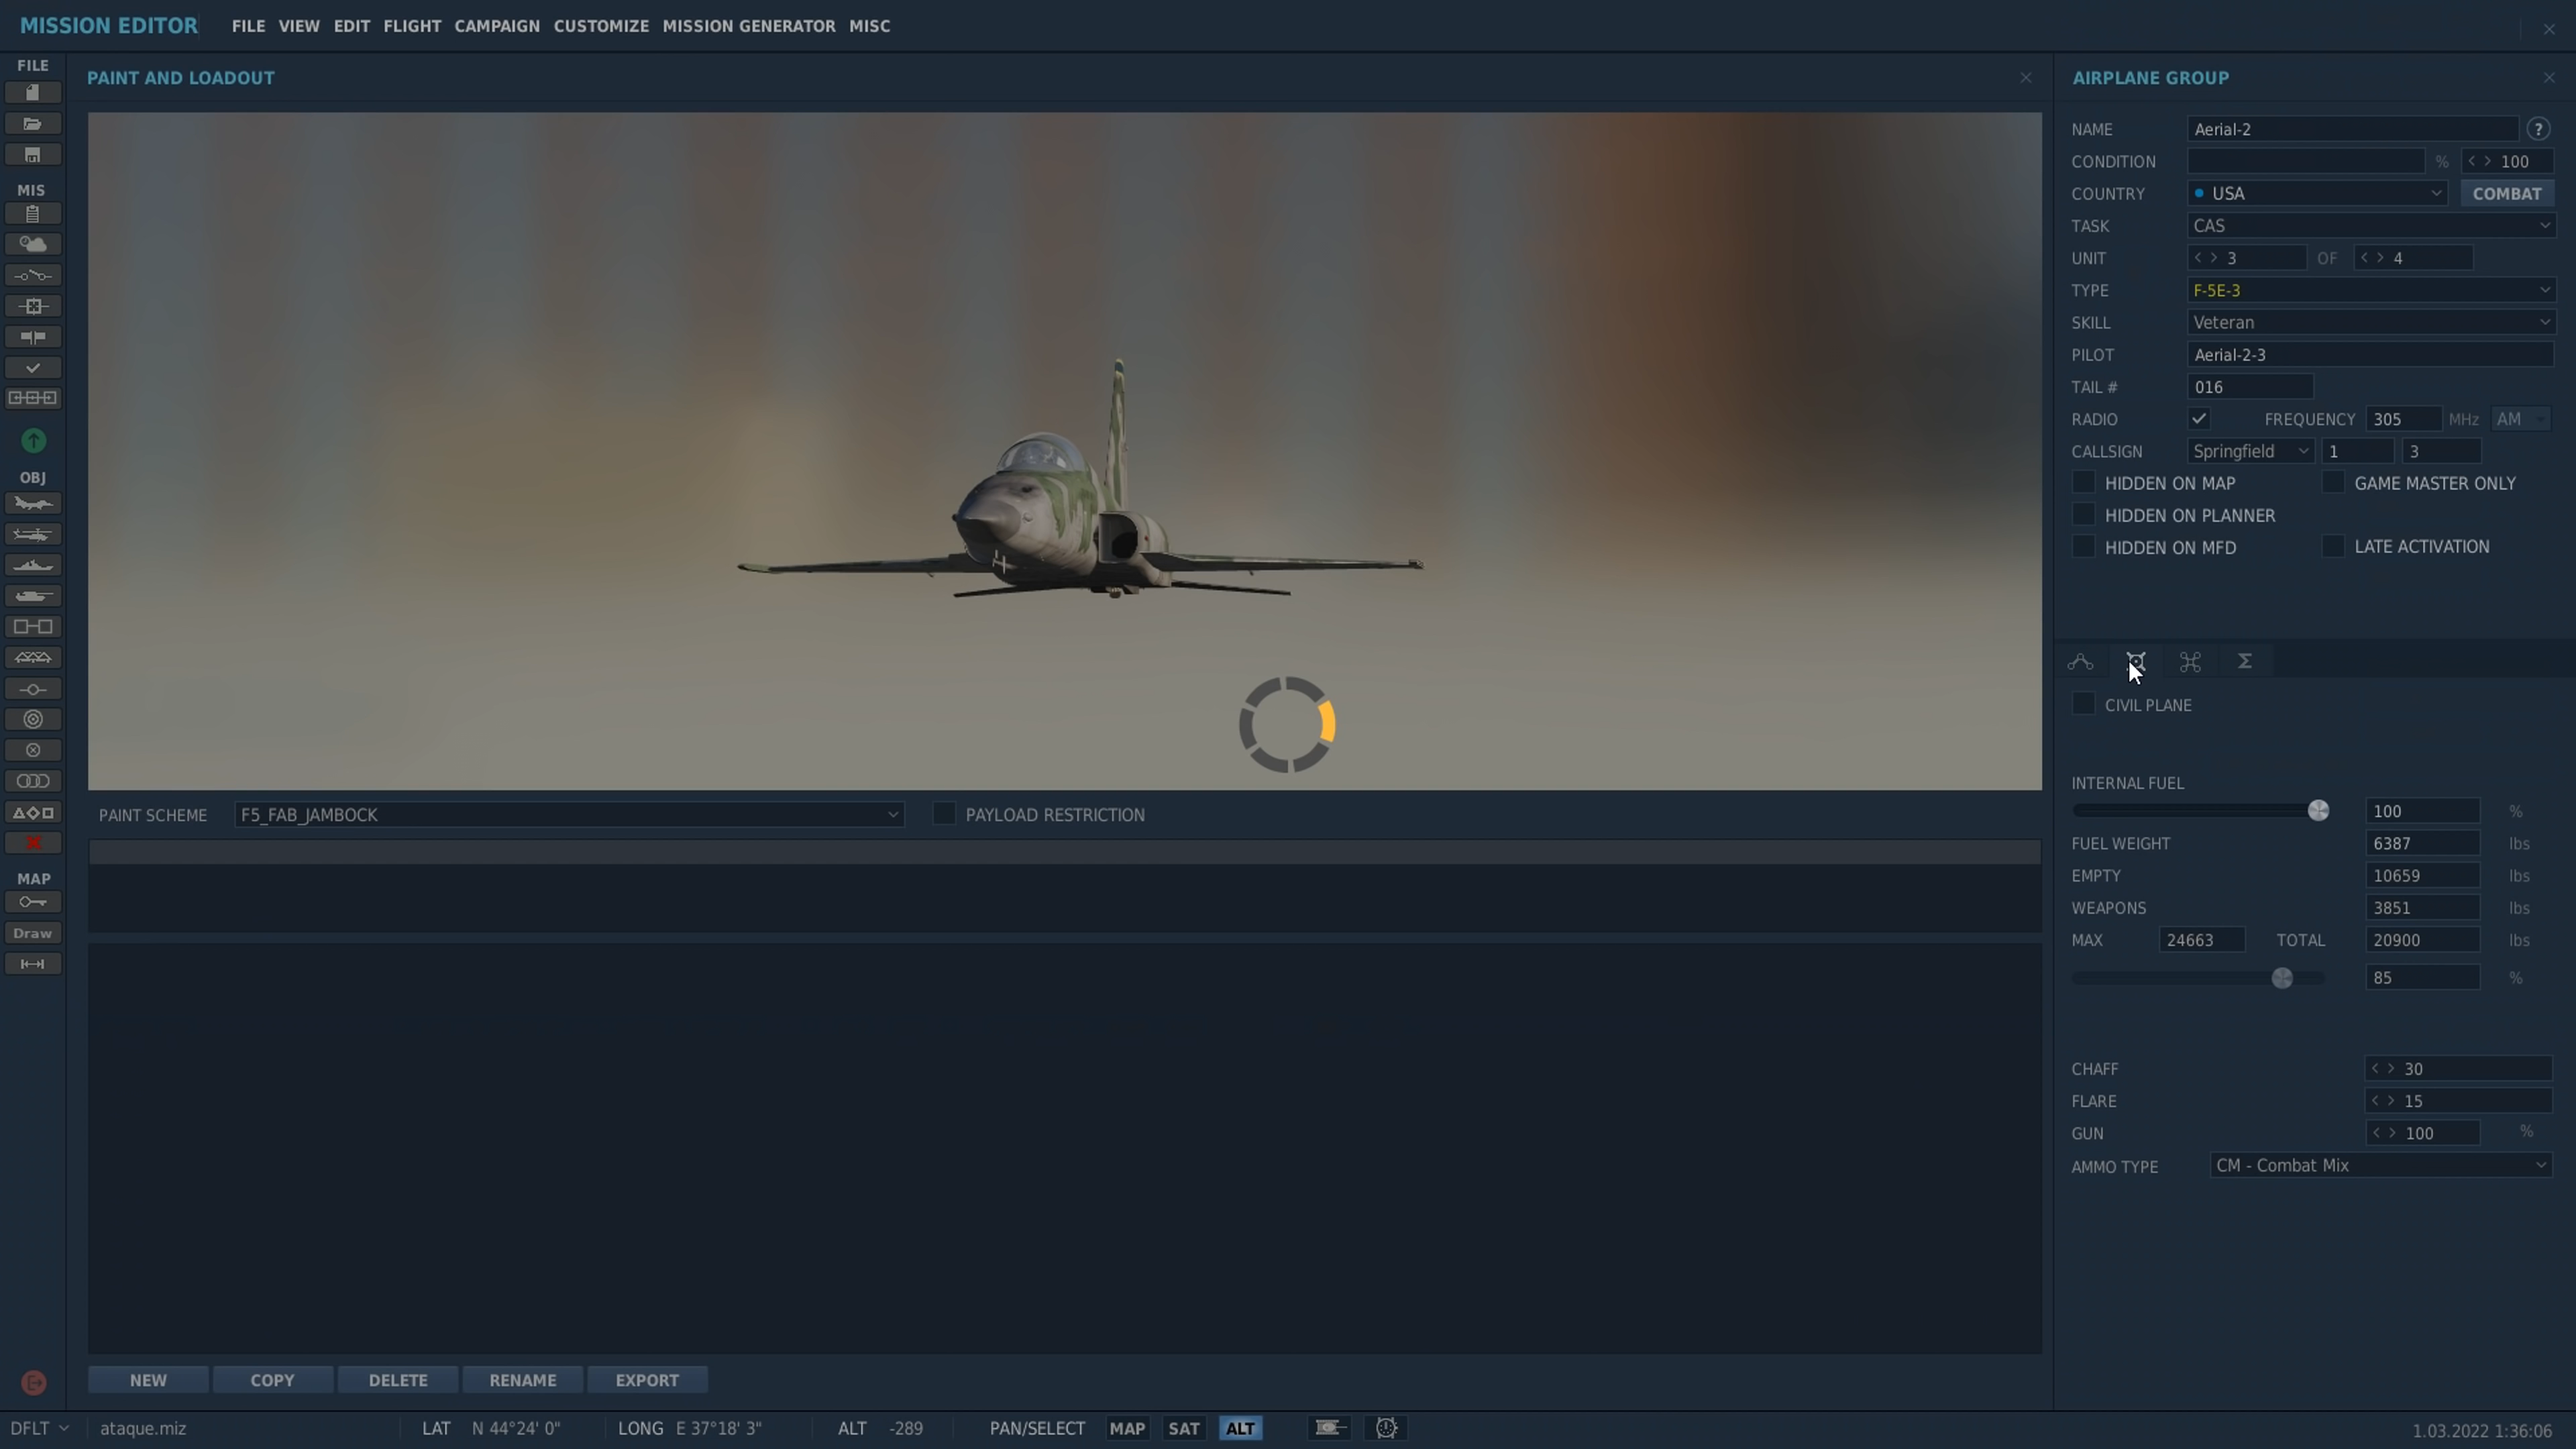 MISSION EDITOR FILE VIEW EDIT FLIGHT CAMPAIGN CUSTOMIZE MISSION GENERATOR MISC
FILE
MIS
OBJ
MAP
Draw
PAINT AND LOADOUT
PAINT SCHEME F5_FAB_JAMBOCK PAYLOAD RESTRICTION
NEW COPY DELETE RENAME EXPORT
AIRPLANE GROUP
NAME Aerial-2 ?
CONDITION % < > 100
COUNTRY USA COMBAT
TASK CAS
UNIT < > 3 OF < > 4
TYPE F-5E-3
SKILL Veteran
PILOT Aerial-2-3
TAIL # 016
RADIO FREQUENCY 305 MHz AM
CALLSIGN Springfield 1 3
HIDDEN ON MAP GAME MASTER ONLY
HIDDEN ON PLANNER
HIDDEN ON MFD LATE ACTIVATION
Σ
CIVIL PLANE
INTERNAL FUEL
100 %
FUEL WEIGHT 6387 lbs
EMPTY 10659 lbs
WEAPONS 3851 lbs
MAX 24663 TOTAL 20900 lbs
85 %
CHAFF < > 30
FLARE < > 15
GUN < > 100 %
AMMO TYPE CM - Combat Mix
DFLT ataque.miz LAT N 44°24' 0" LONG E 37°18' 3" ALT -289 PAN/SELECT MAP SAT ALT 1.03.2022 1:36:06